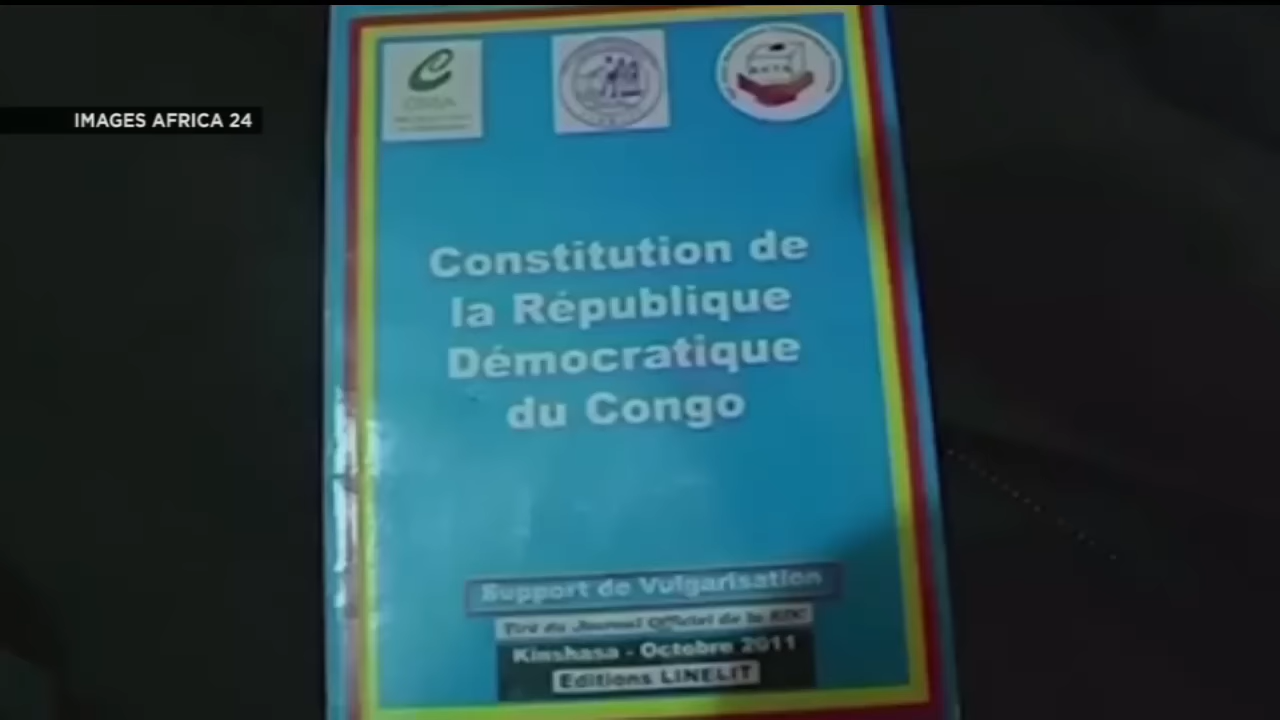 IMAGES AFRICA 24
Constitution de
la République
Démocratique
du Congo
Support de Vulgarisation
Tiré du Journal Officiel de la RDC
Kinshasa - Octobre 2011
Editions LINELIT